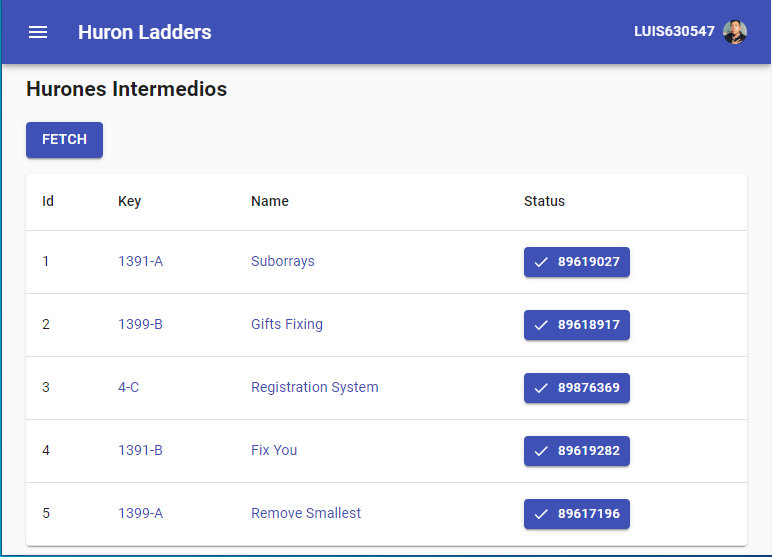 Huron Ladders LUIS630547
Hurones Intermedios
FETCH
Id Key Name Status
1 1391-A Suborrays 89619027
2 1399-B Gifts Fixing 89618917
3 4-C Registration System 89876369
4 1391-B Fix You 89619282
5 1399-A Remove Smallest 89617196